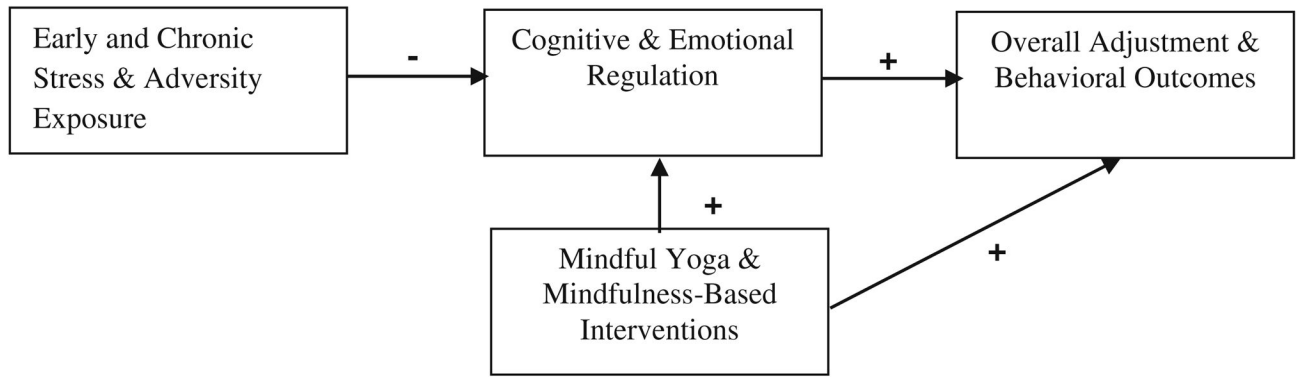 Early and Chronic
Stress & Adversity
Exposure
-
Cognitive & Emotional
Regulation
+
Overall Adjustment &
Behavioral Outcomes
+
Mindful Yoga &
Mindfulness-Based
Interventions
+